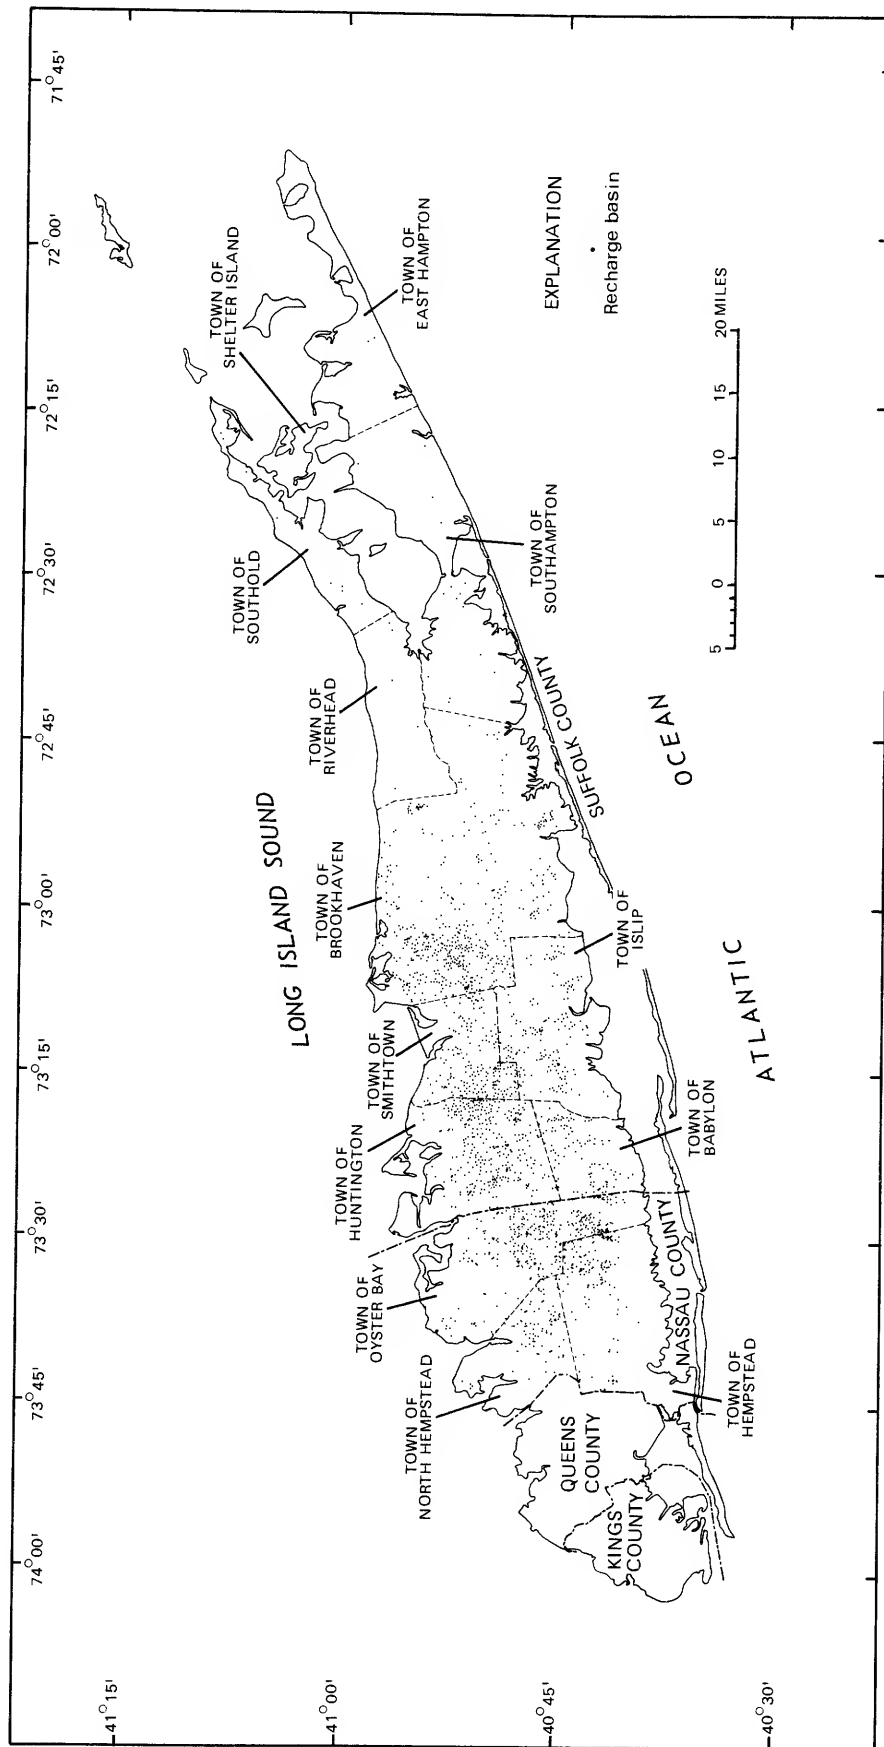 74°00'
73°45'
73°30'
73°15'
73°00'
72°45'
72°30'
72°15'
72°00'
71°45'
41°15'
41°00'
40°45'
40°30'
LONG ISLAND SOUND
TOWN OF
SHELTER ISLAND
TOWN OF
SOUTHOLD
TOWN OF
RIVERHEAD
TOWN OF
BROOKHAVEN
TOWN OF
SMITHTOWN
TOWN OF
HUNTINGTON
TOWN OF
OYSTER BAY
TOWN OF
NORTH HEMPSTEAD
QUEENS
COUNTY
KINGS
COUNTY
NASSAU COUNTY
SUFFOLK COUNTY
TOWN OF
HEMPSTEAD
TOWN OF
BABYLON
TOWN OF
ISLIP
TOWN OF
SOUTHAMPTON
TOWN OF
EAST HAMPTON
ATLANTIC
OCEAN
EXPLANATION
Recharge basin
5 0 5 10 15 20 MILES